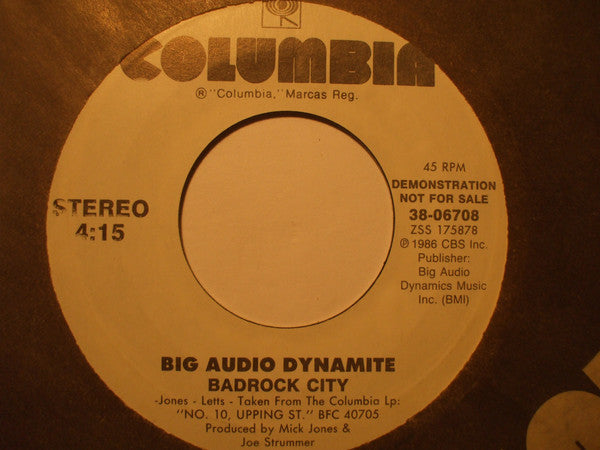 COLUMBIA
® "Columbia," Marcas Reg.
STEREO
4:15
45 RPM
DEMONSTRATION
NOT FOR SALE
38-06708
ZSS 175878
℗ 1986 CBS Inc.
Publisher:
Big Audio
Dynamics Music
Inc. (BMI)
BIG AUDIO DYNAMITE
BADROCK CITY
-Jones - Letts - Taken From The Columbia Lp:
"NO. 10, UPPING ST." BFC 40705
Produced by Mick Jones &
Joe Strummer